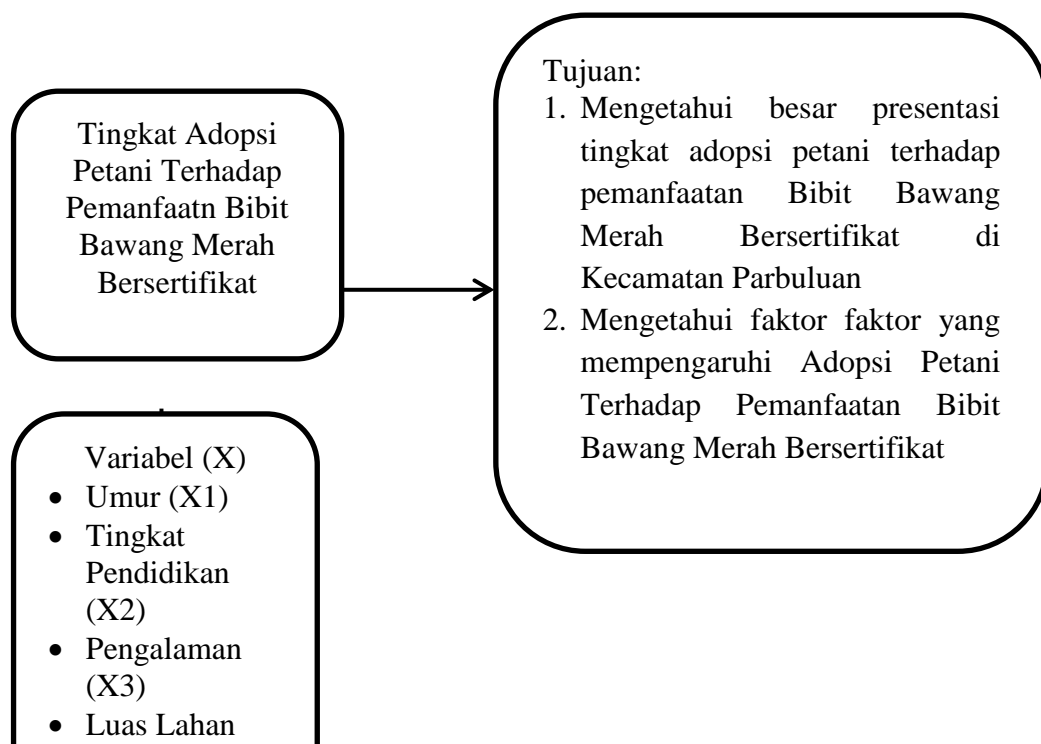 Tingkat Adopsi
Petani Terhadap
Pemanfaatn Bibit
Bawang Merah
Bersertifikat
Tujuan:
1. Mengetahui besar presentasi
tingkat adopsi petani terhadap
pemanfaatan Bibit Bawang
Merah Bersertifikat di
Kecamatan Parbuluan
2. Mengetahui faktor faktor yang
mempengaruhi Adopsi Petani
Terhadap Pemanfaatan Bibit
Bawang Merah Bersertifikat
Variabel (X)
• Umur (X1)
• Tingkat
Pendidikan
(X2)
• Pengalaman
(X3)
• Luas Lahan